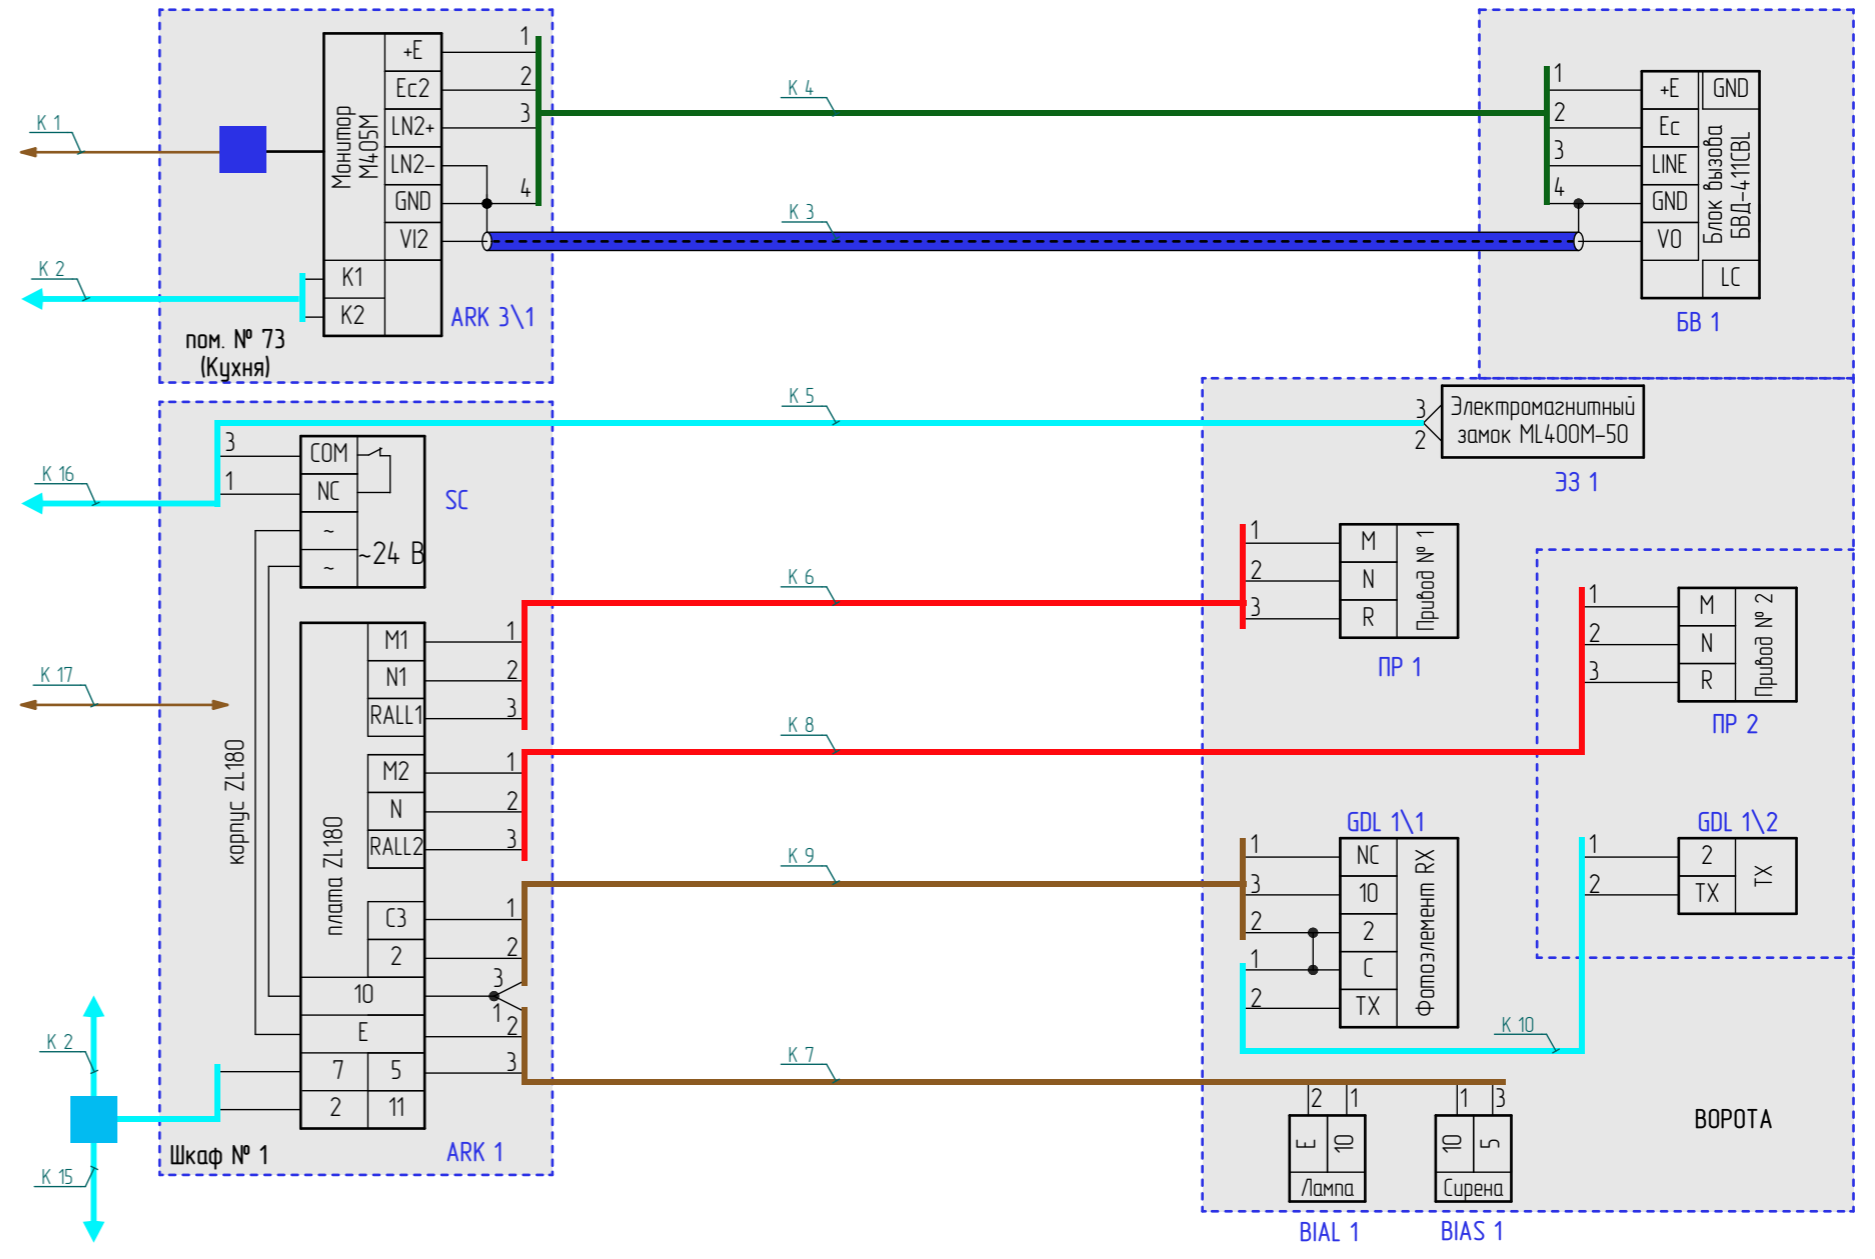 К 1
К 2
Монитор
М405М
+E
Ec2
LN2+
LN2-
GND
VI2
K1
K2
1
2
3
4
ARK 3\1
пом. № 73
(Кухня)
К 4
К 3
1
2
3
4
+E
Ec
LINE
GND
VO
GND
Блок вызова
БВД-411CBL
LC
БВ 1
К 5
3
2
Электромагнитный
замок ML400M-50
ЭЗ 1
К 16
3
1
COM
NC
~
~
~24 В
SC
К 17
корпус ZL180
плата ZL180
M1
N1
RALL1
M2
N
RALL2
C3
2
10
E
7
5
2
11
1
2
3
1
2
3
1
2
3
1
2
3
ARK 1
Шкаф № 1
К 2
К 15
К 6
1
2
3
M
N
R
Привод № 1
ПР 1
К 8
1
2
3
M
N
R
Привод № 2
ПР 2
К 9
GDL 1\1
1
3
2
1
2
NC
10
2
C
TX
Фотоэлемент RX
GDL 1\2
1
2
2
TX
TX
К 10
К 7
2
1
E
10
Лампа
BIAL 1
1
3
10
5
Сирена
BIAS 1
ВОРОТА